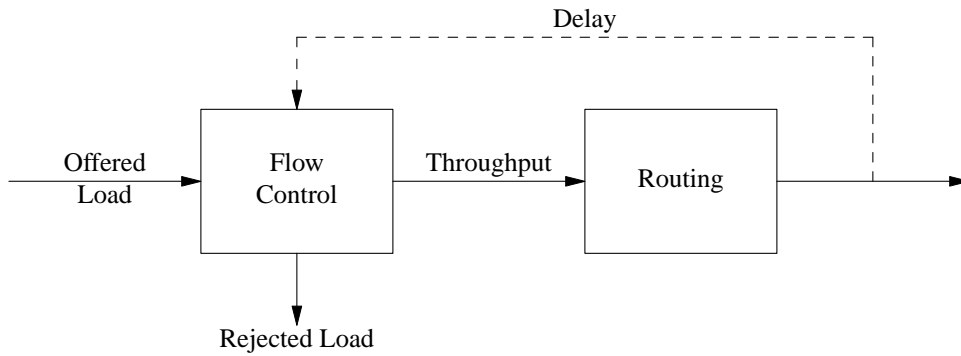 Delay
Offered
Load
Flow
Control
Throughput
Routing
Rejected Load